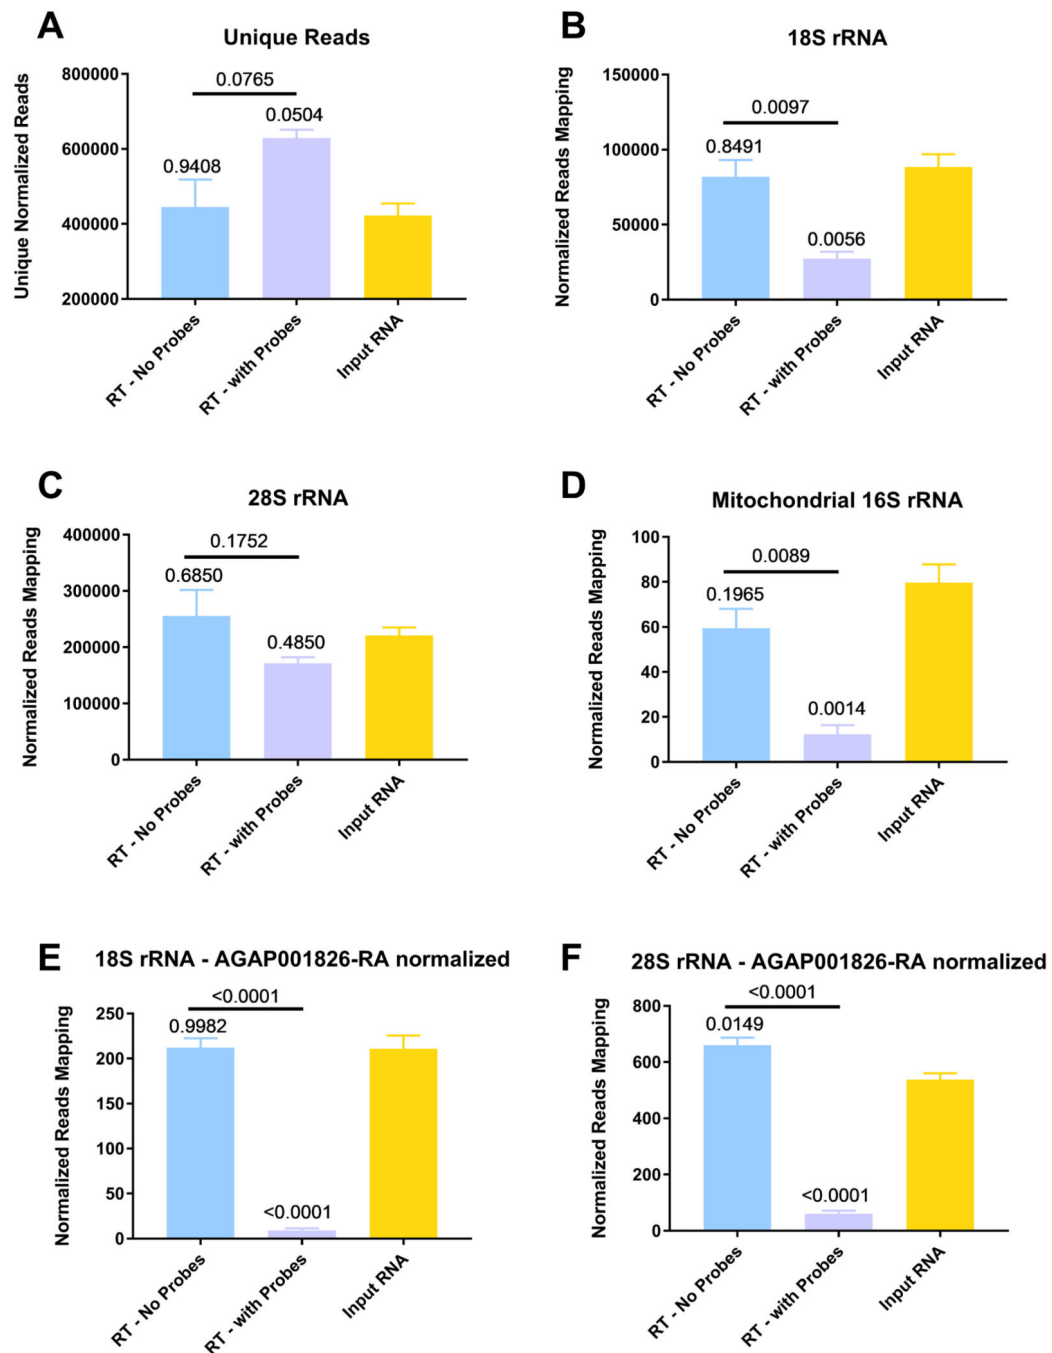 A
Unique Reads
Unique Normalized Reads
800000
600000
400000
200000
0.0765
0.9408
0.0504
RT - No Probes
RT - with Probes
Input RNA
B
18S rRNA
Normalized Reads Mapping
150000
100000
50000
0
0.0097
0.8491
0.0056
RT - No Probes
RT - with Probes
Input RNA
C
28S rRNA
Normalized Reads Mapping
400000
300000
200000
100000
0
0.1752
0.6850
0.4850
RT - No Probes
RT - with Probes
Input RNA
D
Mitochondrial 16S rRNA
Normalized Reads Mapping
100
80
60
40
20
0
0.0089
0.1965
0.0014
RT - No Probes
RT - with Probes
Input RNA
E
18S rRNA - AGAP001826-RA normalized
Normalized Reads Mapping
250
200
150
100
50
0
<0.0001
0.9982
<0.0001
RT - No Probes
RT - with Probes
Input RNA
F
28S rRNA - AGAP001826-RA normalized
Normalized Reads Mapping
800
600
400
200
0
<0.0001
0.0149
<0.0001
RT - No Probes
RT - with Probes
Input RNA